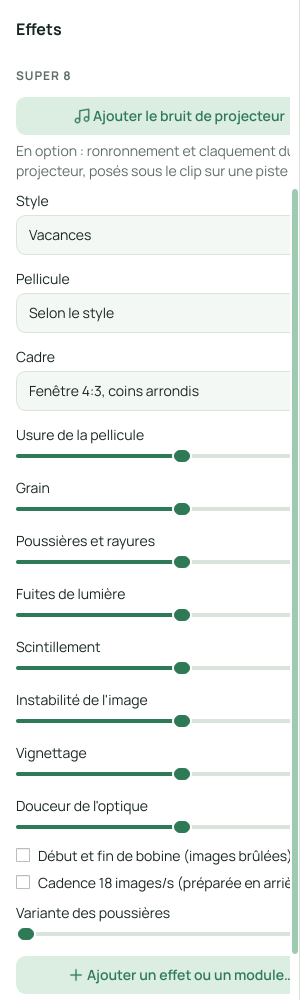 Effets
SUPER 8
Ajouter le bruit de projecteur
En option : ronronnement et claquement du
projecteur, posés sous le clip sur une piste
Style
Vacances
Pellicule
Selon le style
Cadre
Fenêtre 4:3, coins arrondis
Usure de la pellicule
Grain
Poussières et rayures
Fuites de lumière
Scintillement
Instabilité de l'image
Vignettage
Douceur de l'optique
Début et fin de bobine (images brûlées)
Cadence 18 images/s (préparée en arriè
Variante des poussières
+ Ajouter un effet ou un module…